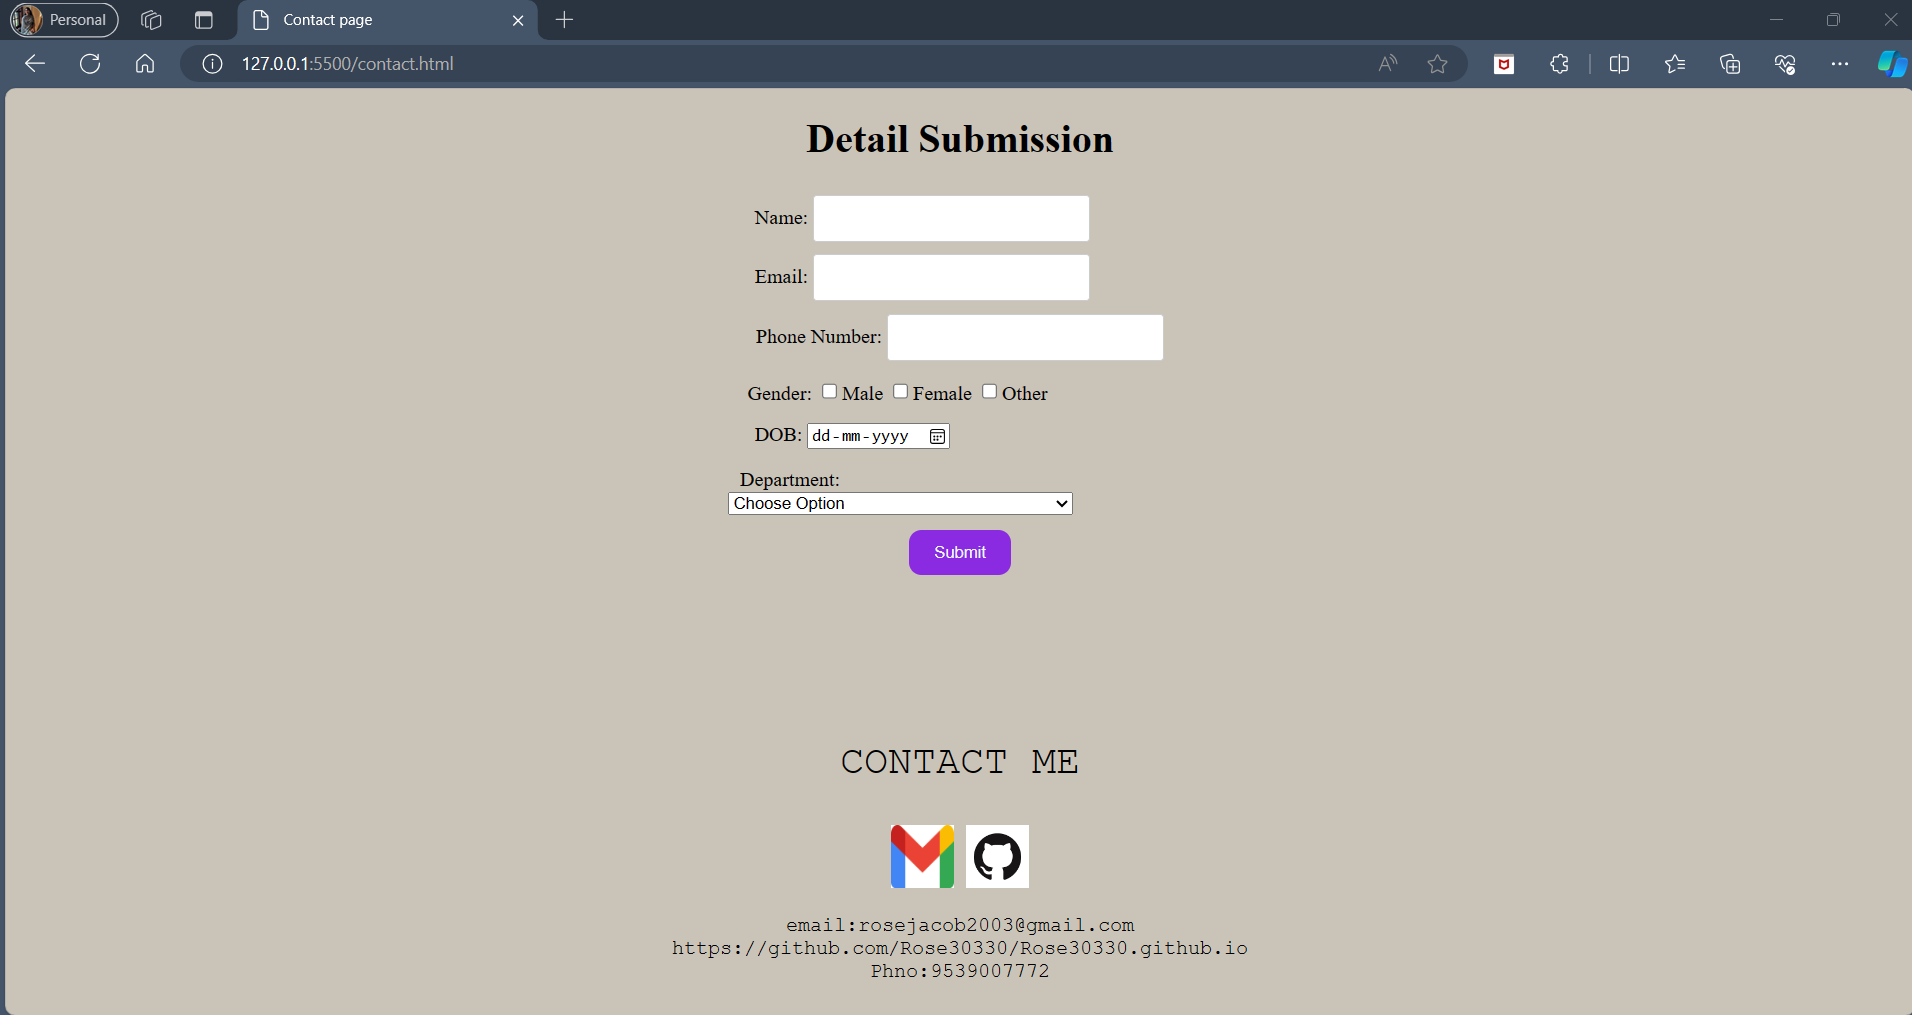 Personal
Contact page
127.0.0.1:5500/contact.html
Detail Submission
Name:
Email:
Phone Number:
Gender: Male Female Other
DOB: dd-mm-yyyy
Department:
Choose Option
Submit
CONTACT ME
email:rosejacob2003@gmail.com
https://github.com/Rose30330/Rose30330.github.io
Phno:9539007772